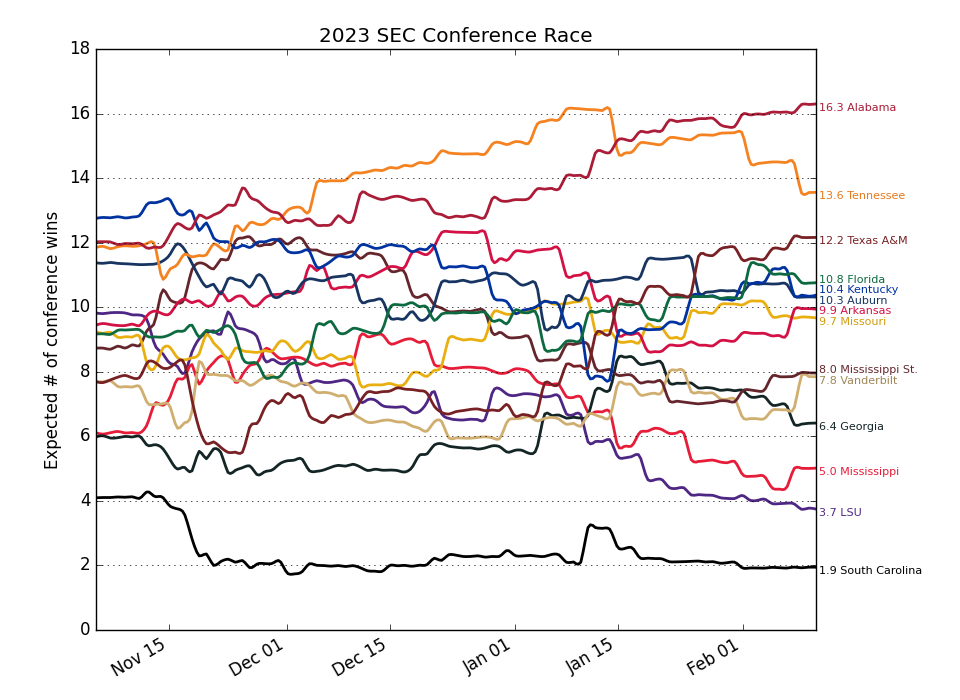 2023 SEC Conference Race
Expected # of conference wins
18
16
14
12
10
8
6
4
2
0
Nov 15
Dec 01
Dec 15
Jan 01
Jan 15
Feb 01
16.3 Alabama
13.6 Tennessee
12.2 Texas A&M
10.8 Florida
10.4 Kentucky
10.3 Auburn
9.9 Arkansas
9.7 Missouri
8.0 Mississippi St.
7.8 Vanderbilt
6.4 Georgia
5.0 Mississippi
3.7 LSU
1.9 South Carolina